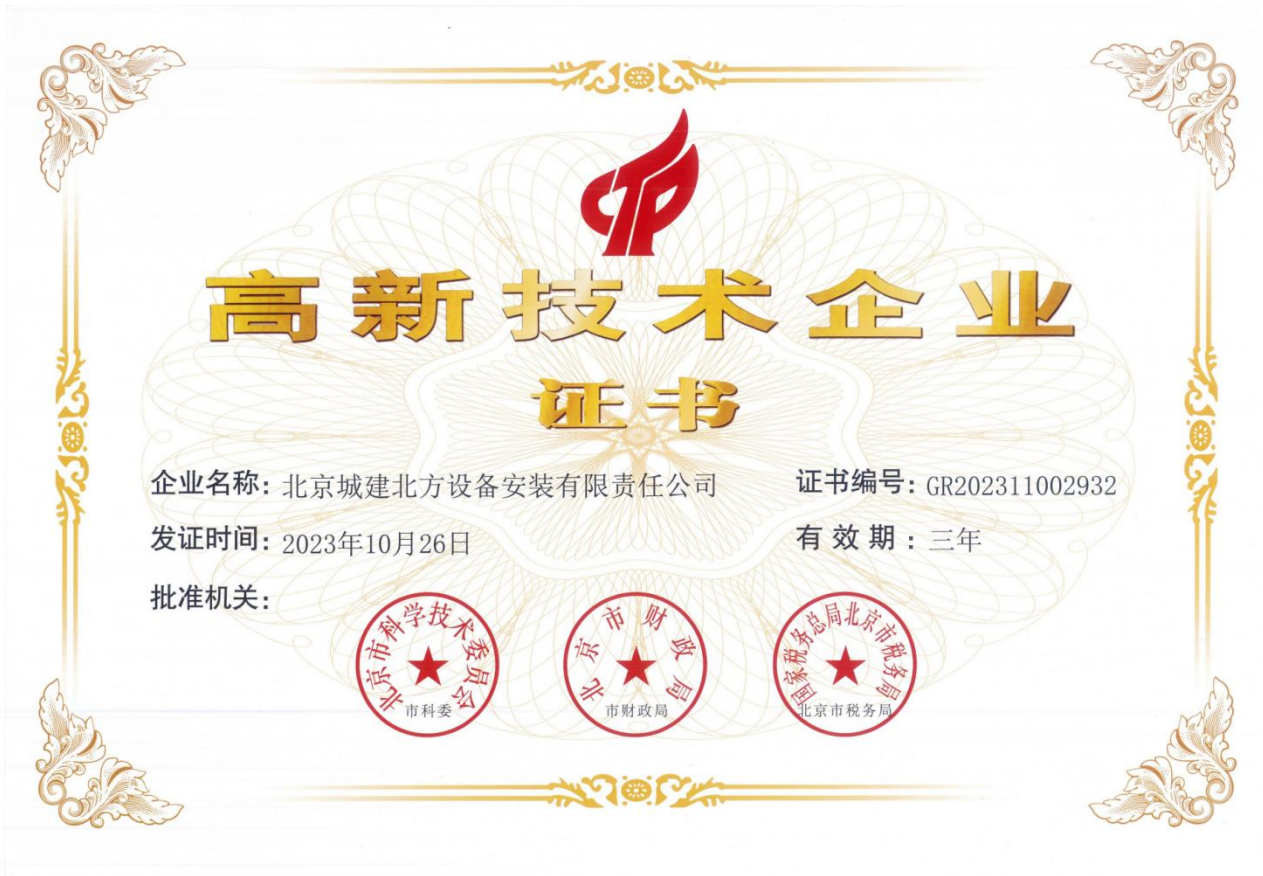 高新技术企业
证书
企业名称：北京城建北方设备安装有限责任公司
证书编号：GR202311002932
发证时间：2023年10月26日
有效期：三年
批准机关：
北京市科学技术委员会
市科委
北京市财政局
市财政局
国家税务总局北京市税务局
北京市税务局